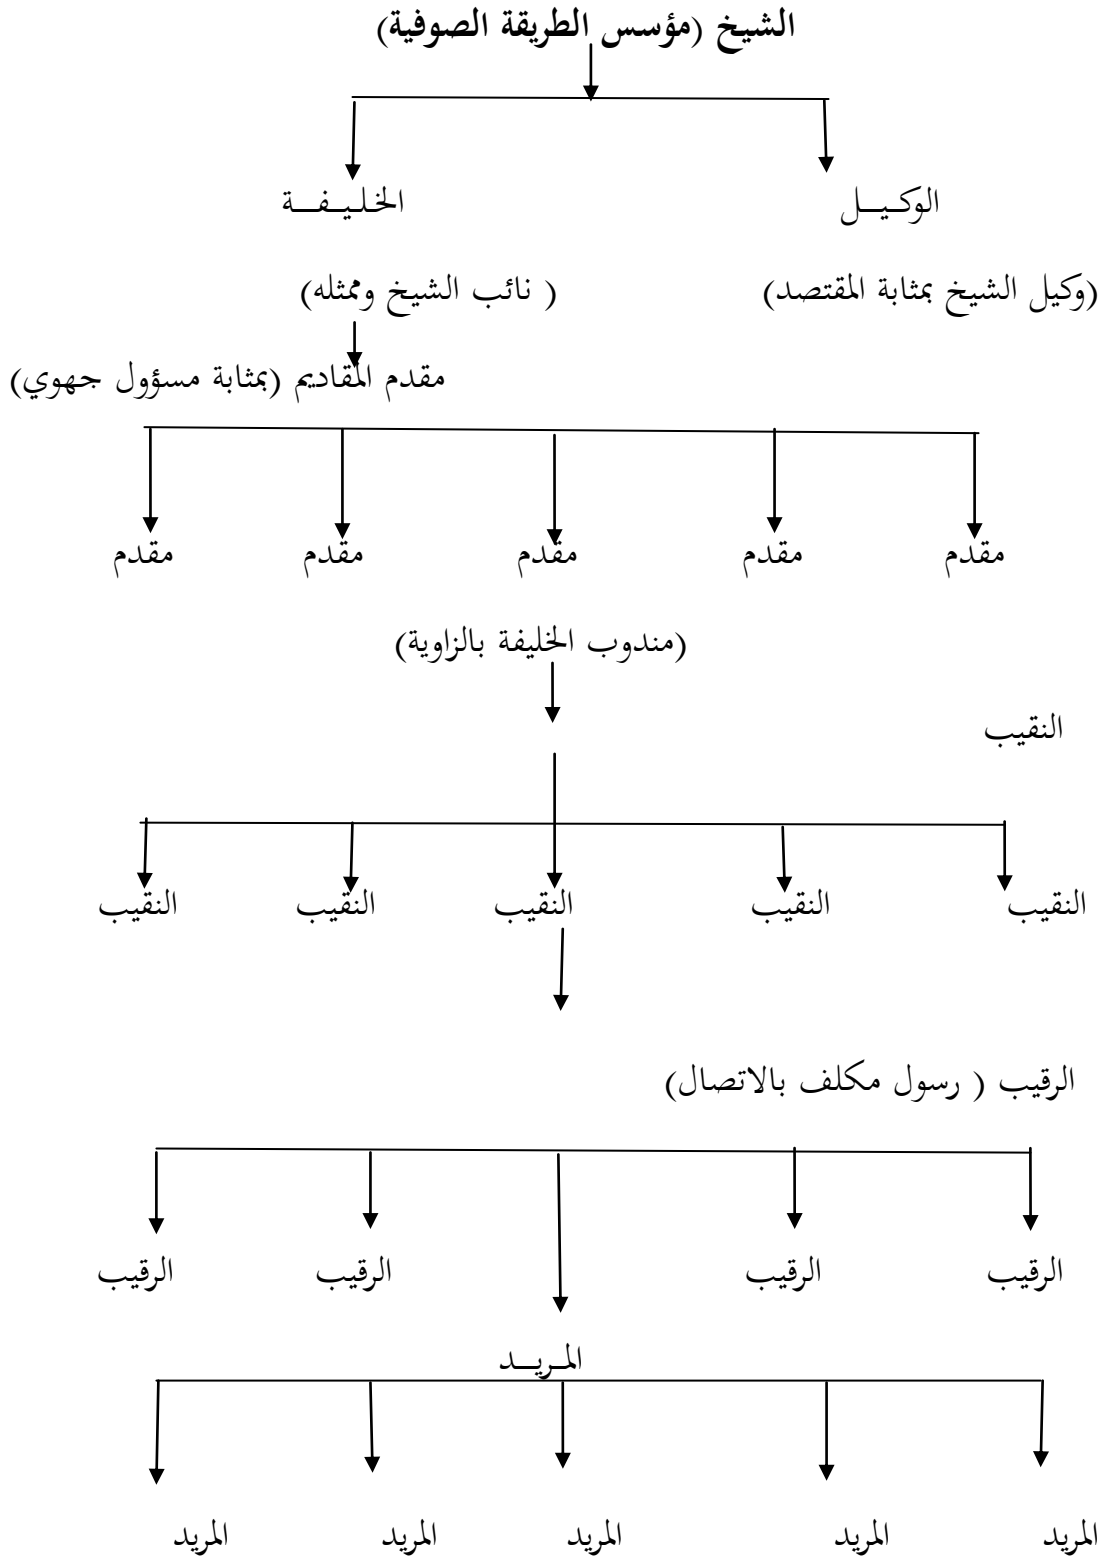 الشيخ (مؤسس الطريقة الصوفية)
الوكيل الخليفة
(وكيل الشيخ بمثابة المقتصد) ( نائب الشيخ وممثله)
مقدم المقاديم (بمثابة مسؤول جهوي)
مقدم مقدم مقدم مقدم مقدم
(مندوب الخليفة بالزاوية)
النقيب
النقيب النقيب النقيب النقيب النقيب
الرقيب ( رسول مكلف بالاتصال)
الرقيب الرقيب الرقيب الرقيب
المريد
المريد المريد المريد المريد المريد